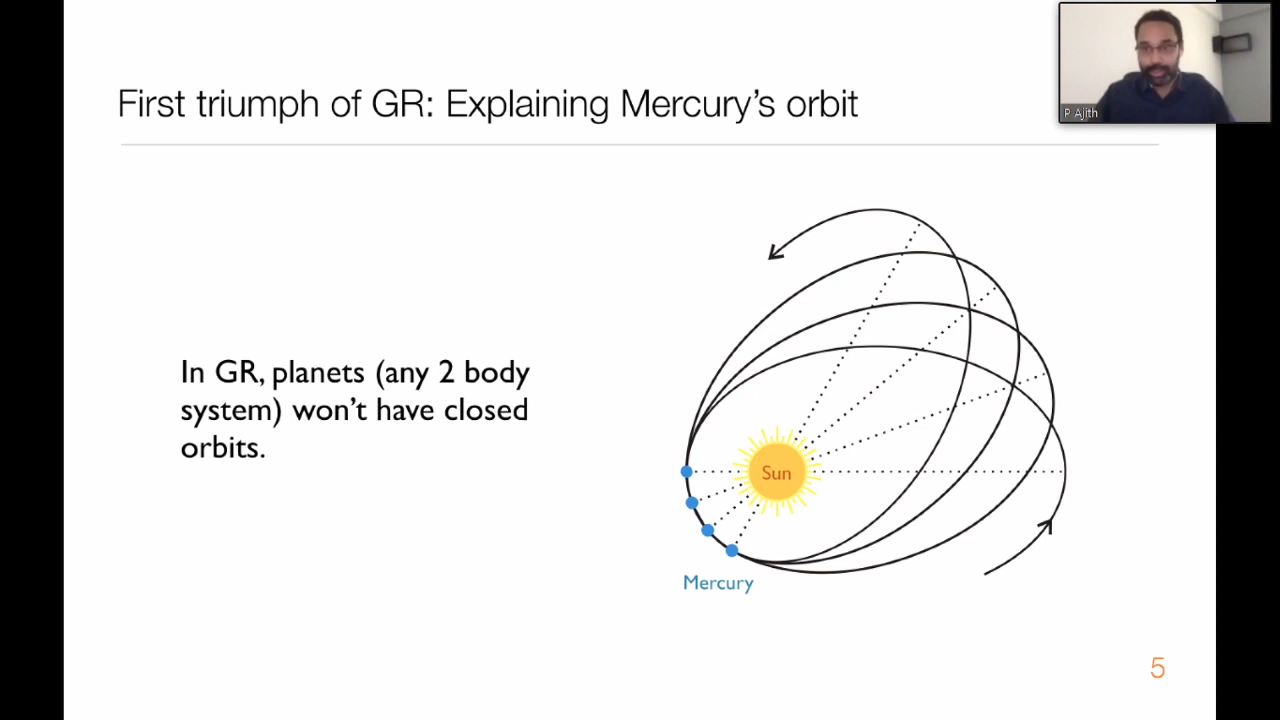 First triumph of GR: Explaining Mercury's orbit
P Ajith
In GR, planets (any 2 body
system) won't have closed
orbits.
Sun
Mercury
5